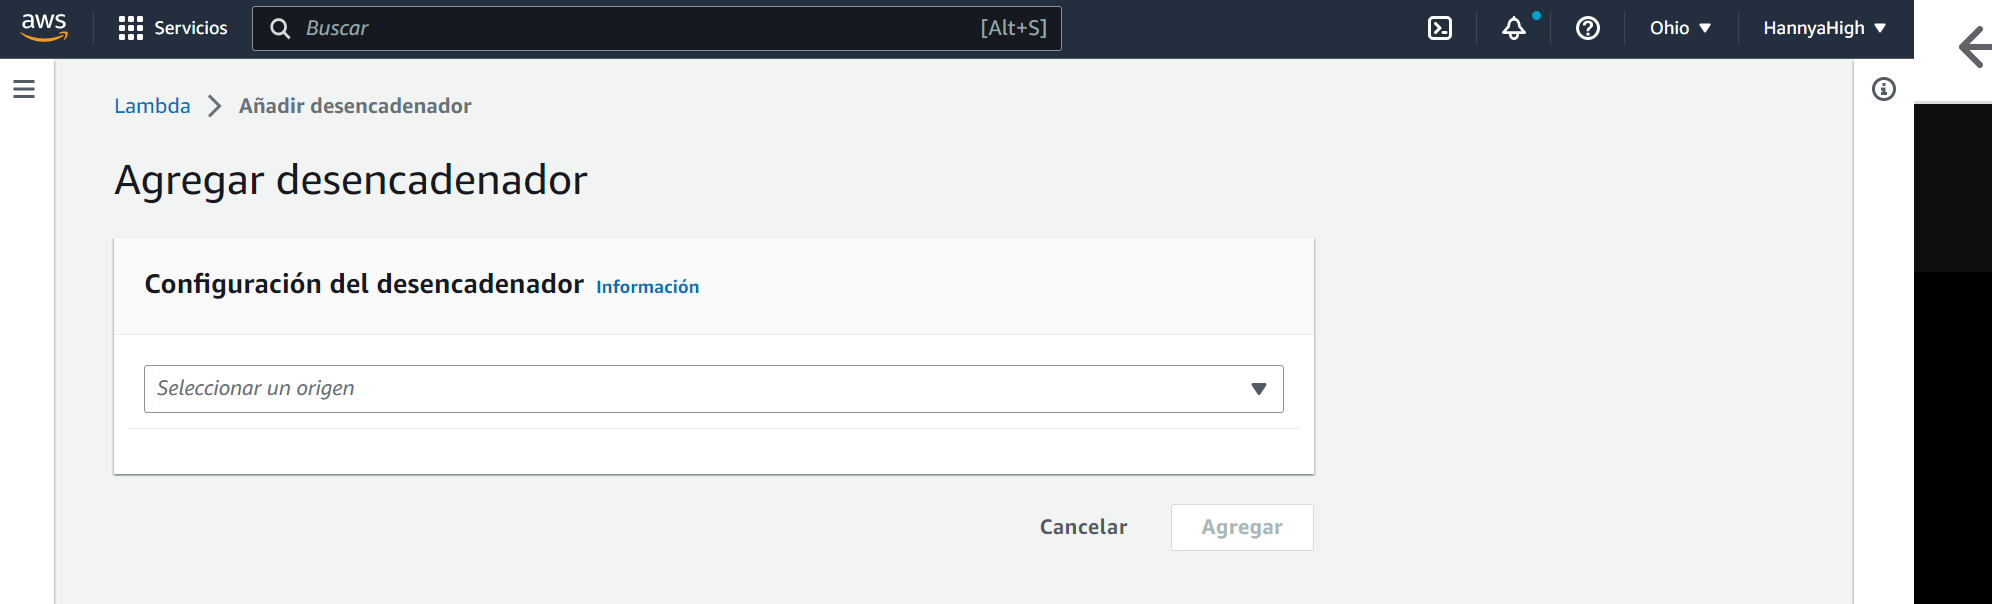 aws Servicios Buscar [Alt+S] Ohio HannyaHigh
Lambda Añadir desencadenador
Agregar desencadenador
Configuración del desencadenador Información
Seleccionar un origen
Cancelar Agregar